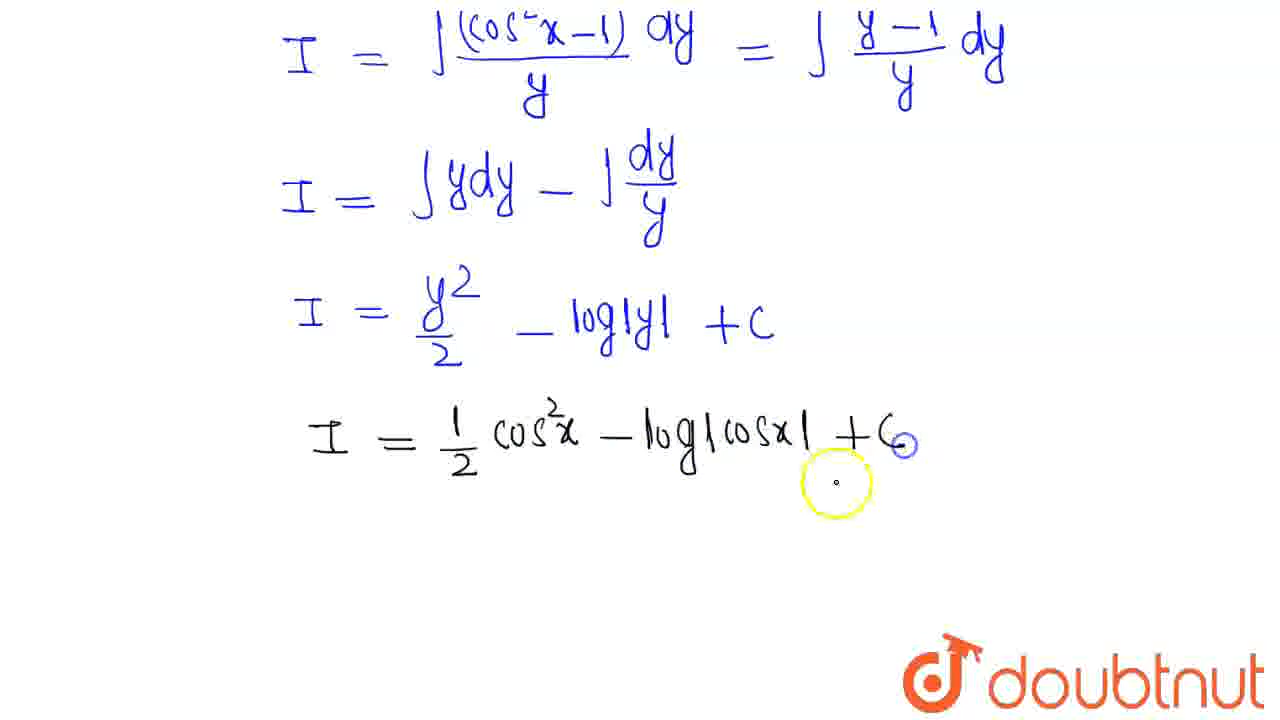 I = ∫ (cos²x − 1)/y dy = ∫ (y − 1)/y dy
I = ∫ y dy − ∫ dy/y
I = y²/2 − log|y| + C
I = 1/2 cos²x − log|cosx| + C
doubtnut